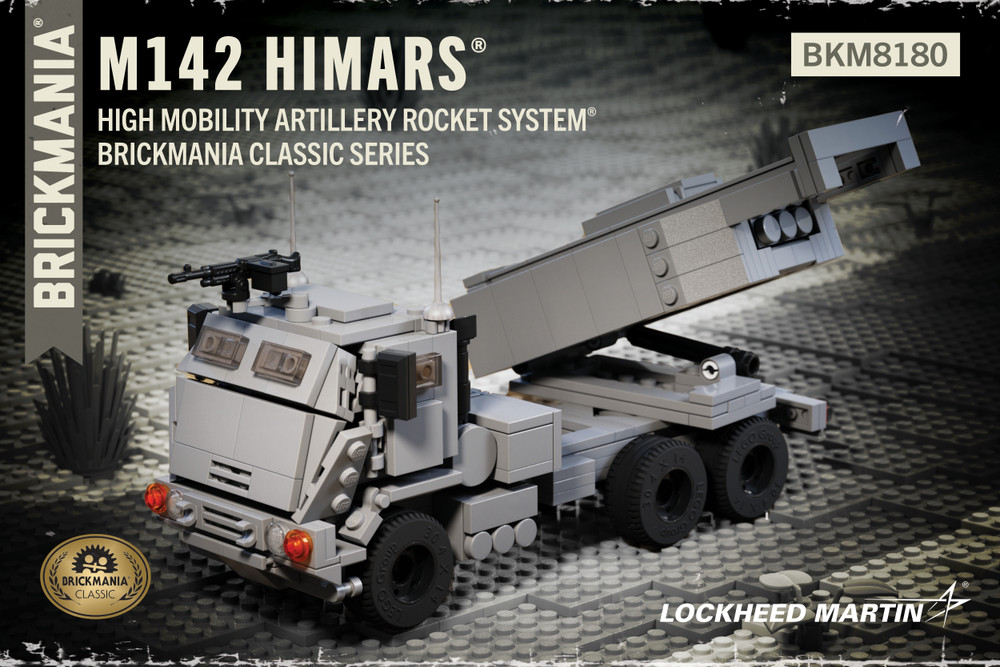 BRICKMANIA®
M142 HIMARS®
HIGH MOBILITY ARTILLERY ROCKET SYSTEM®
BRICKMANIA CLASSIC SERIES
BKM8180
BRICKMANIA
CLASSIC
LOCKHEED MARTIN®